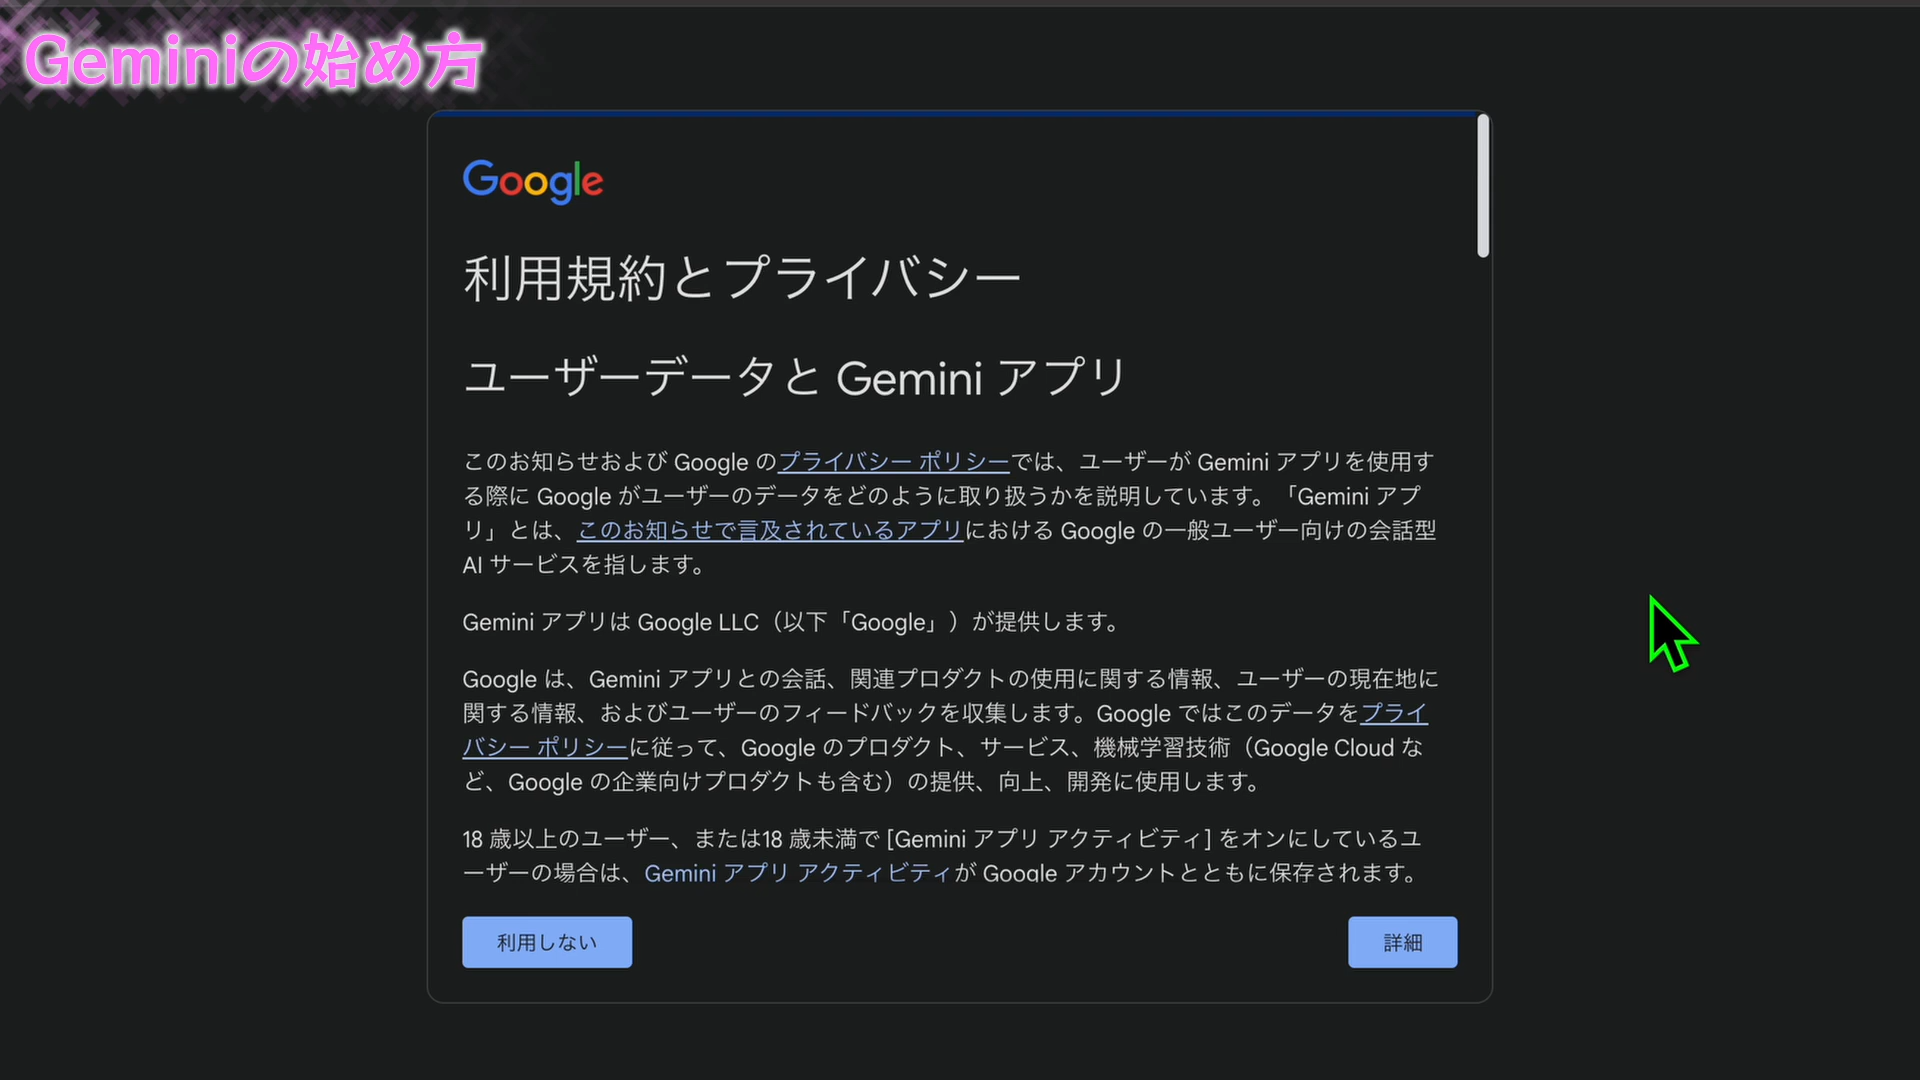 Geminiの始め方
Google
利用規約とプライバシー
ユーザーデータと Gemini アプリ
このお知らせおよび Google のプライバシー ポリシーでは、ユーザーが Gemini アプリを使用す
る際に Google がユーザーのデータをどのように取り扱うかを説明しています。「Gemini アプ
リ」とは、このお知らせで言及されているアプリにおける Google の一般ユーザー向けの会話型
AI サービスを指します。
Gemini アプリは Google LLC（以下「Google」）が提供します。
Google は、Gemini アプリとの会話、関連プロダクトの使用に関する情報、ユーザーの現在地に
関する情報、およびユーザーのフィードバックを収集します。Google ではこのデータをプライ
バシー ポリシーに従って、Google のプロダクト、サービス、機械学習技術（Google Cloud な
ど、Google の企業向けプロダクトも含む）の提供、向上、開発に使用します。
18 歳以上のユーザー、または18 歳未満で [Gemini アプリ アクティビティ] をオンにしているユ
ーザーの場合は、Gemini アプリ アクティビティが Google アカウントとともに保存されます。
利用しない
詳細